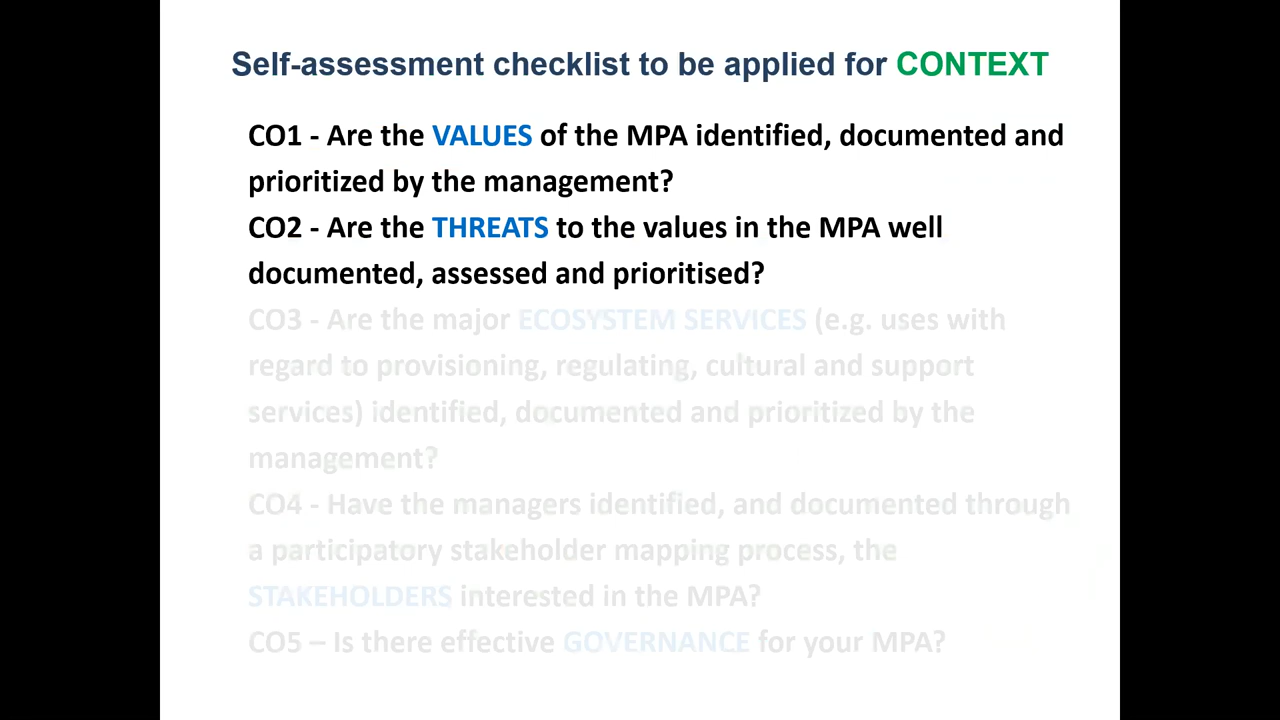 Self-assessment checklist to be applied for CONTEXT
CO1 - Are the VALUES of the MPA identified, documented and
prioritized by the management?
CO2 - Are the THREATS to the values in the MPA well
documented, assessed and prioritised?
CO3 - Are the major ECOSYSTEM SERVICES (e.g. uses with
regard to provisioning, regulating, cultural and support
services) identified, documented and prioritized by the
management?
CO4 - Have the managers identified, and documented through
a participatory stakeholder mapping process, the
STAKEHOLDERS interested in the MPA?
CO5 – Is there effective GOVERNANCE for your MPA?